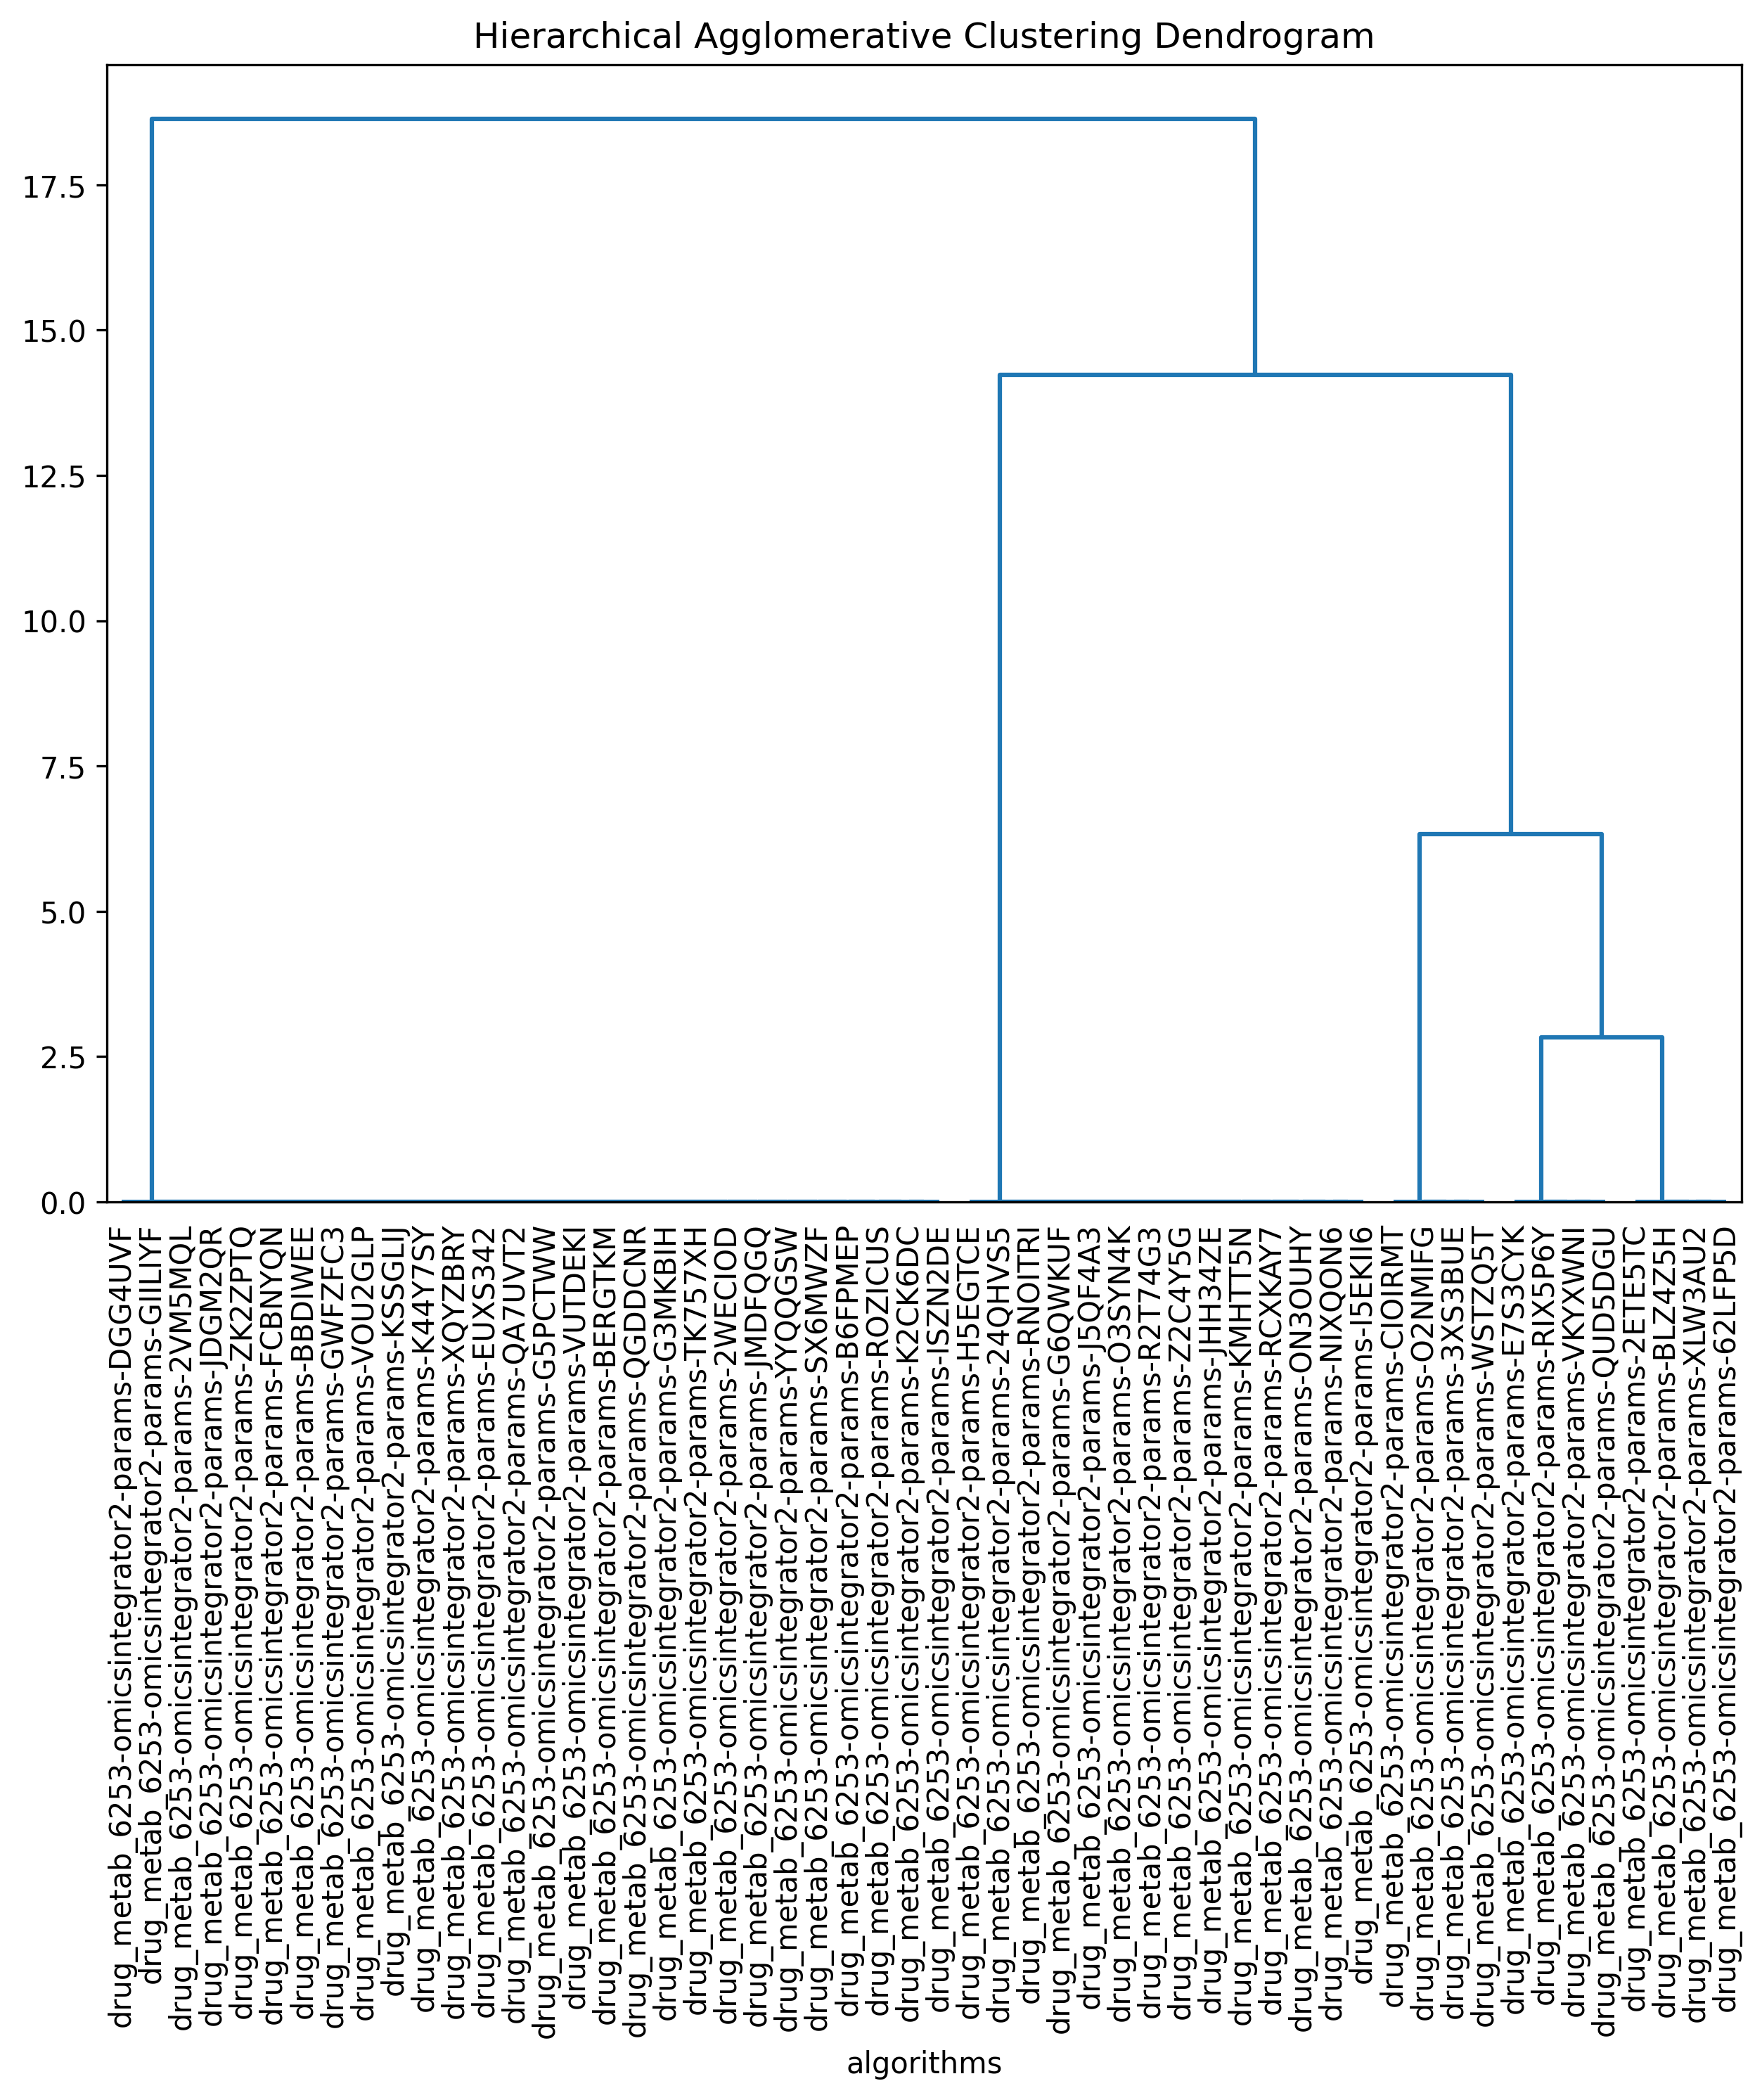 Hierarchical Agglomerative Clustering Dendrogram
17.5
15.0
12.5
10.0
7.5
5.0
2.5
0.0
drug_metab_6253-omicsintegrator2-params-DGG4UVF
drug_metab_6253-omicsintegrator2-params-GIILIYF
drug_metab_6253-omicsintegrator2-params-2VM5MQL
drug_metab_6253-omicsintegrator2-params-JDGM2QR
drug_metab_6253-omicsintegrator2-params-ZK2ZPTQ
drug_metab_6253-omicsintegrator2-params-FCBNYQN
drug_metab_6253-omicsintegrator2-params-BBDIWEE
drug_metab_6253-omicsintegrator2-params-GWFZFC3
drug_metab_6253-omicsintegrator2-params-VOU2GLP
drug_metab_6253-omicsintegrator2-params-KSSGLIJ
drug_metab_6253-omicsintegrator2-params-K44Y7SY
drug_metab_6253-omicsintegrator2-params-XQYZBRY
drug_metab_6253-omicsintegrator2-params-EUXS342
drug_metab_6253-omicsintegrator2-params-QA7UVT2
drug_metab_6253-omicsintegrator2-params-G5PCTWW
drug_metab_6253-omicsintegrator2-params-VUTDEKI
drug_metab_6253-omicsintegrator2-params-BERGTKM
drug_metab_6253-omicsintegrator2-params-QGDDCNR
drug_metab_6253-omicsintegrator2-params-G3MKBIH
drug_metab_6253-omicsintegrator2-params-TK757XH
drug_metab_6253-omicsintegrator2-params-2WECIOD
drug_metab_6253-omicsintegrator2-params-JMDFQGQ
drug_metab_6253-omicsintegrator2-params-YYQQGSW
drug_metab_6253-omicsintegrator2-params-SX6MWZF
drug_metab_6253-omicsintegrator2-params-B6FPMEP
drug_metab_6253-omicsintegrator2-params-ROZICUS
drug_metab_6253-omicsintegrator2-params-K2CK6DC
drug_metab_6253-omicsintegrator2-params-ISZN2DE
drug_metab_6253-omicsintegrator2-params-H5EGTCE
drug_metab_6253-omicsintegrator2-params-24QHVS5
drug_metab_6253-omicsintegrator2-params-RNOITRI
drug_metab_6253-omicsintegrator2-params-G6QWKUF
drug_metab_6253-omicsintegrator2-params-J5QF4A3
drug_metab_6253-omicsintegrator2-params-O3SYN4K
drug_metab_6253-omicsintegrator2-params-R2T74G3
drug_metab_6253-omicsintegrator2-params-Z2C4Y5G
drug_metab_6253-omicsintegrator2-params-JHH34ZE
drug_metab_6253-omicsintegrator2-params-KMHTT5N
drug_metab_6253-omicsintegrator2-params-RCXKAY7
drug_metab_6253-omicsintegrator2-params-ON3OUHY
drug_metab_6253-omicsintegrator2-params-NIXQON6
drug_metab_6253-omicsintegrator2-params-I5EKII6
drug_metab_6253-omicsintegrator2-params-CIOIRMT
drug_metab_6253-omicsintegrator2-params-O2NMIFG
drug_metab_6253-omicsintegrator2-params-3XS3BUE
drug_metab_6253-omicsintegrator2-params-WSTZQ5T
drug_metab_6253-omicsintegrator2-params-E7S3CYK
drug_metab_6253-omicsintegrator2-params-RIX5P6Y
drug_metab_6253-omicsintegrator2-params-VKYXWNI
drug_metab_6253-omicsintegrator2-params-QUD5DGU
drug_metab_6253-omicsintegrator2-params-2ETE5TC
drug_metab_6253-omicsintegrator2-params-BLZ4Z5H
drug_metab_6253-omicsintegrator2-params-XLW3AU2
drug_metab_6253-omicsintegrator2-params-62LFP5D
algorithms